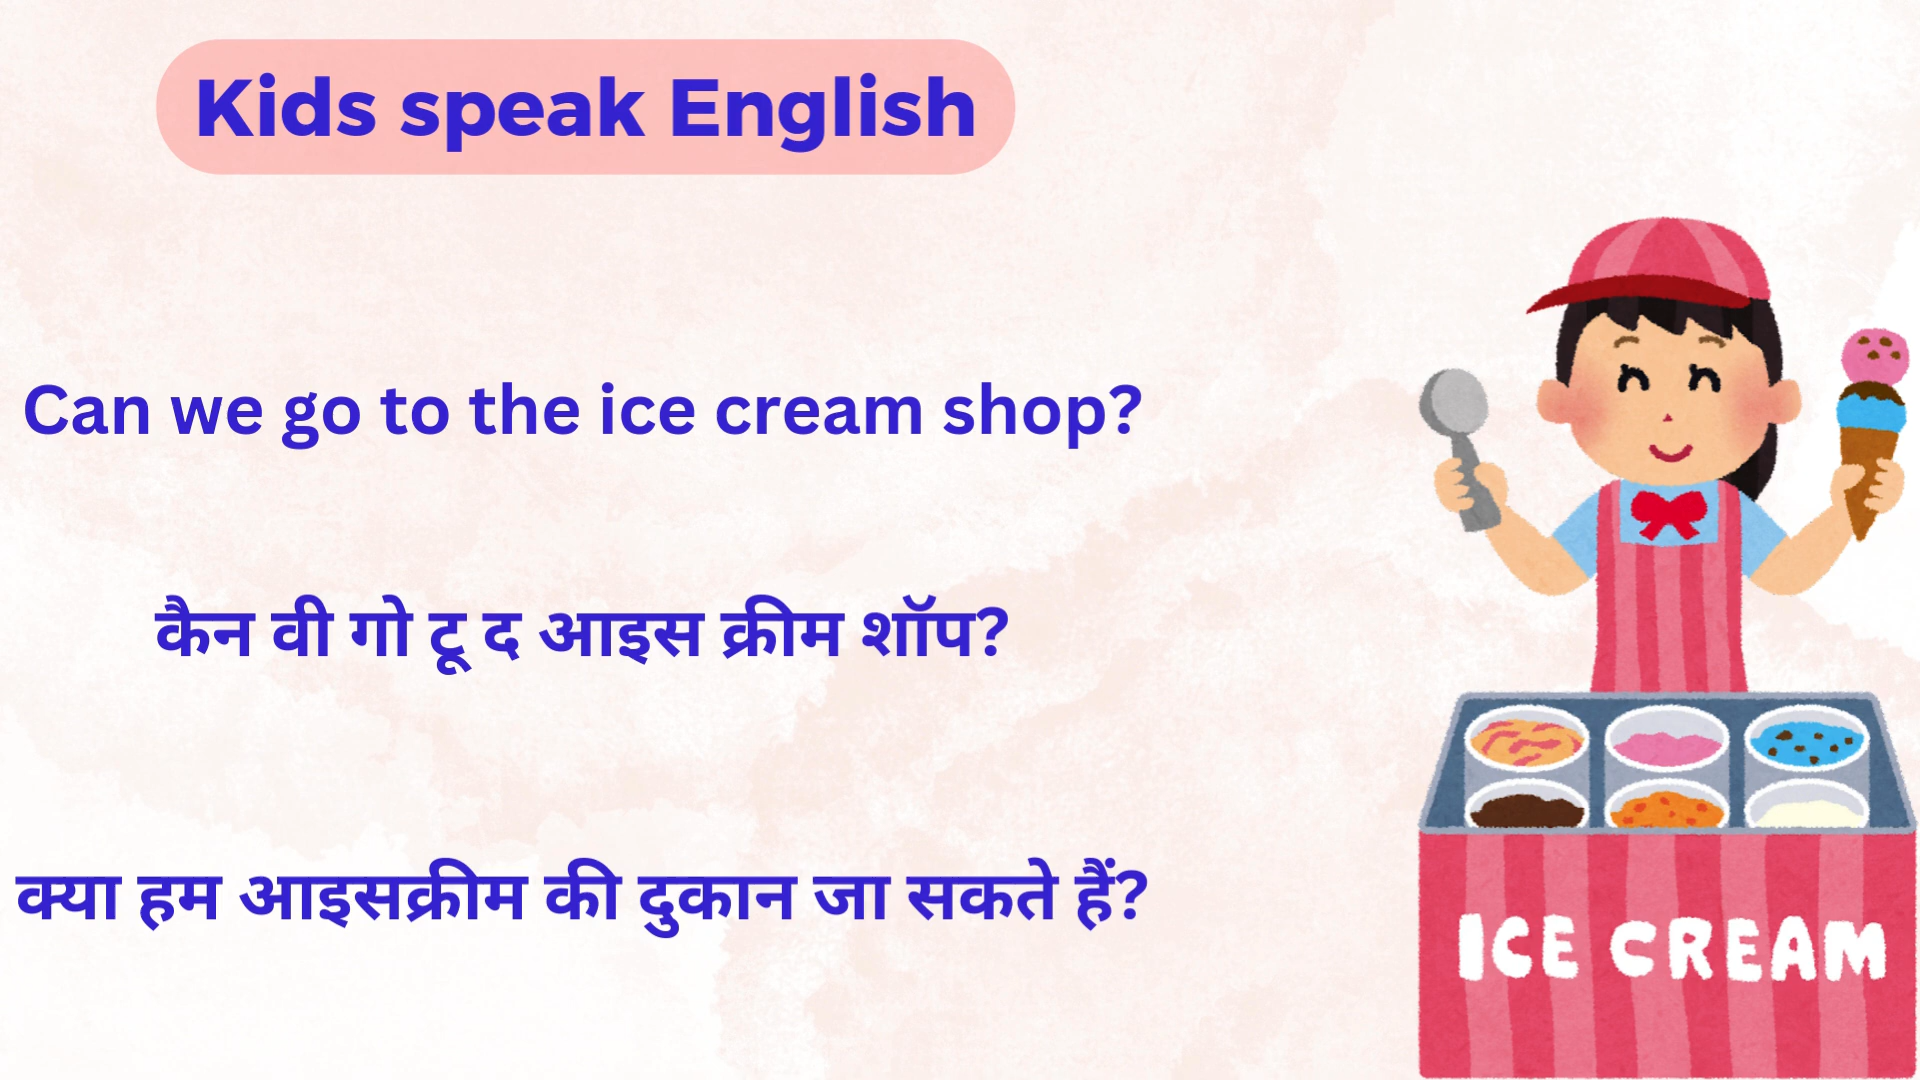 Kids speak English
Can we go to the ice cream shop?
कैन वी गो टू द आइस क्रीम शॉप?
क्या हम आइसक्रीम की दुकान जा सकते हैं?
ICE CREAM